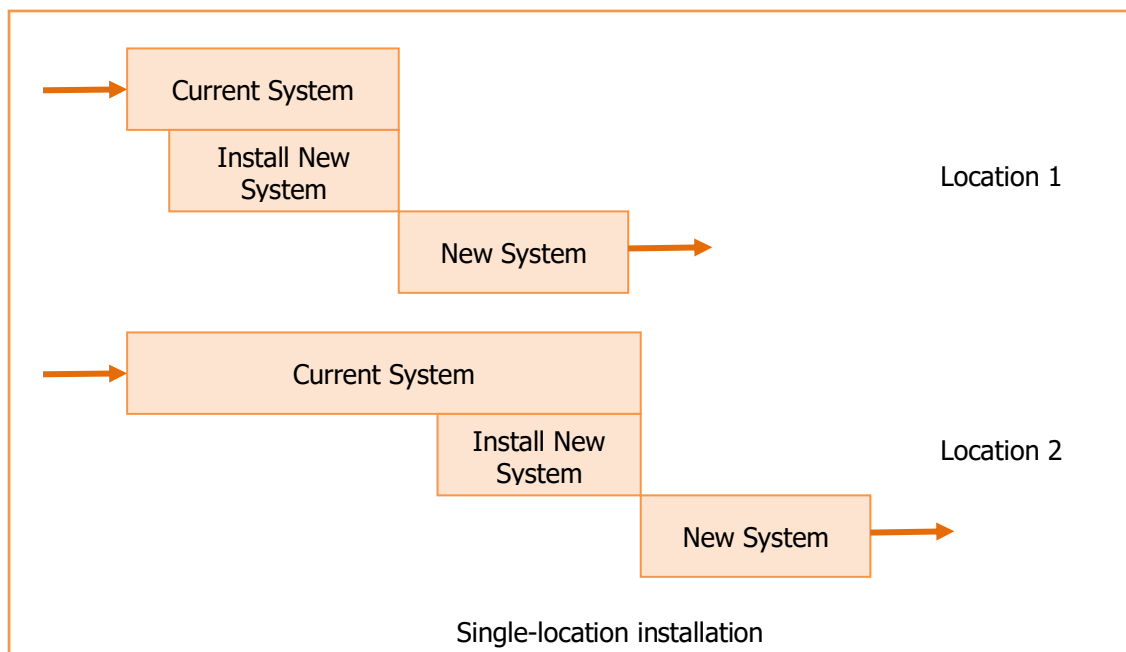 Current System
Install New
System
Location 1
New System
Current System
Install New
System
Location 2
New System
Single-location installation